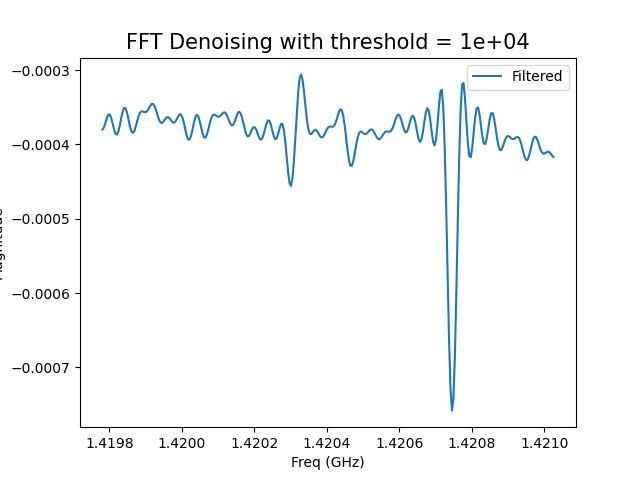 FFT Denoising with threshold = 1e+04
Filtered
−0.0003
−0.0004
−0.0005
−0.0006
−0.0007
1.4198 1.4200 1.4202 1.4204 1.4206 1.4208 1.4210
Freq (GHz)